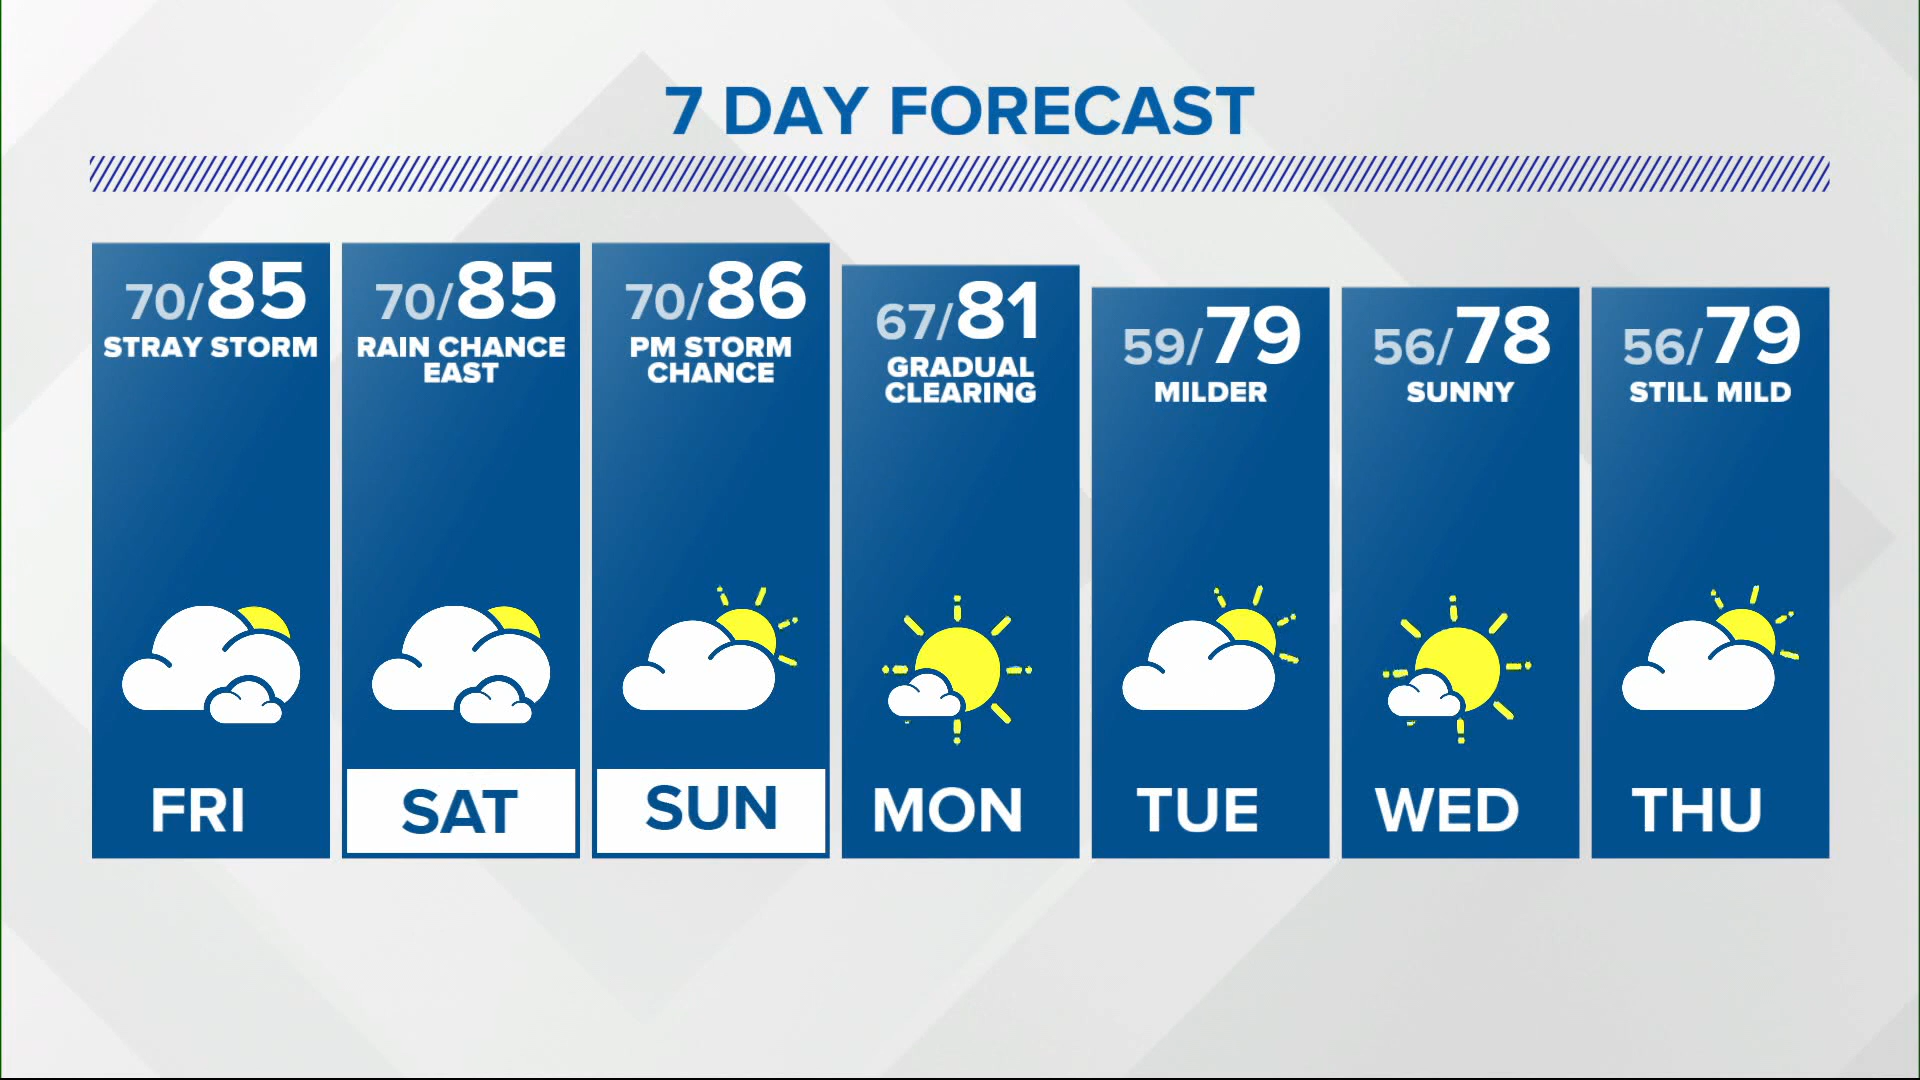 7 DAY FORECAST
70/85
STRAY STORM
FRI
70/85
RAIN CHANCE
EAST
SAT
70/86
PM STORM
CHANCE
SUN
67/81
GRADUAL
CLEARING
MON
59/79
MILDER
TUE
56/78
SUNNY
WED
56/79
STILL MILD
THU